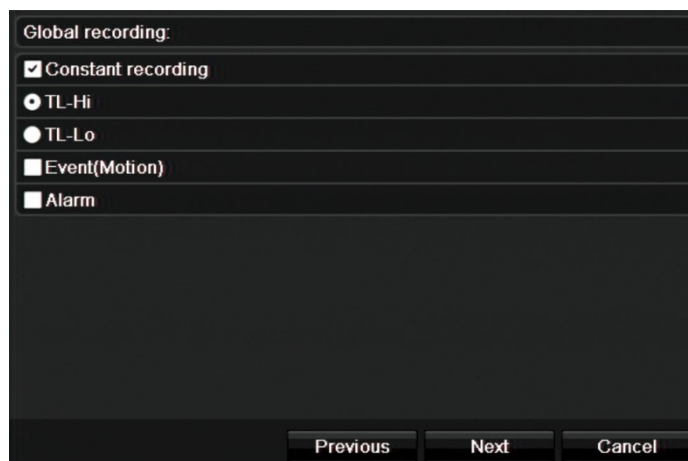 Global recording:
Constant recording
TL-Hi
TL-Lo
Event(Motion)
Alarm
Previous Next Cancel